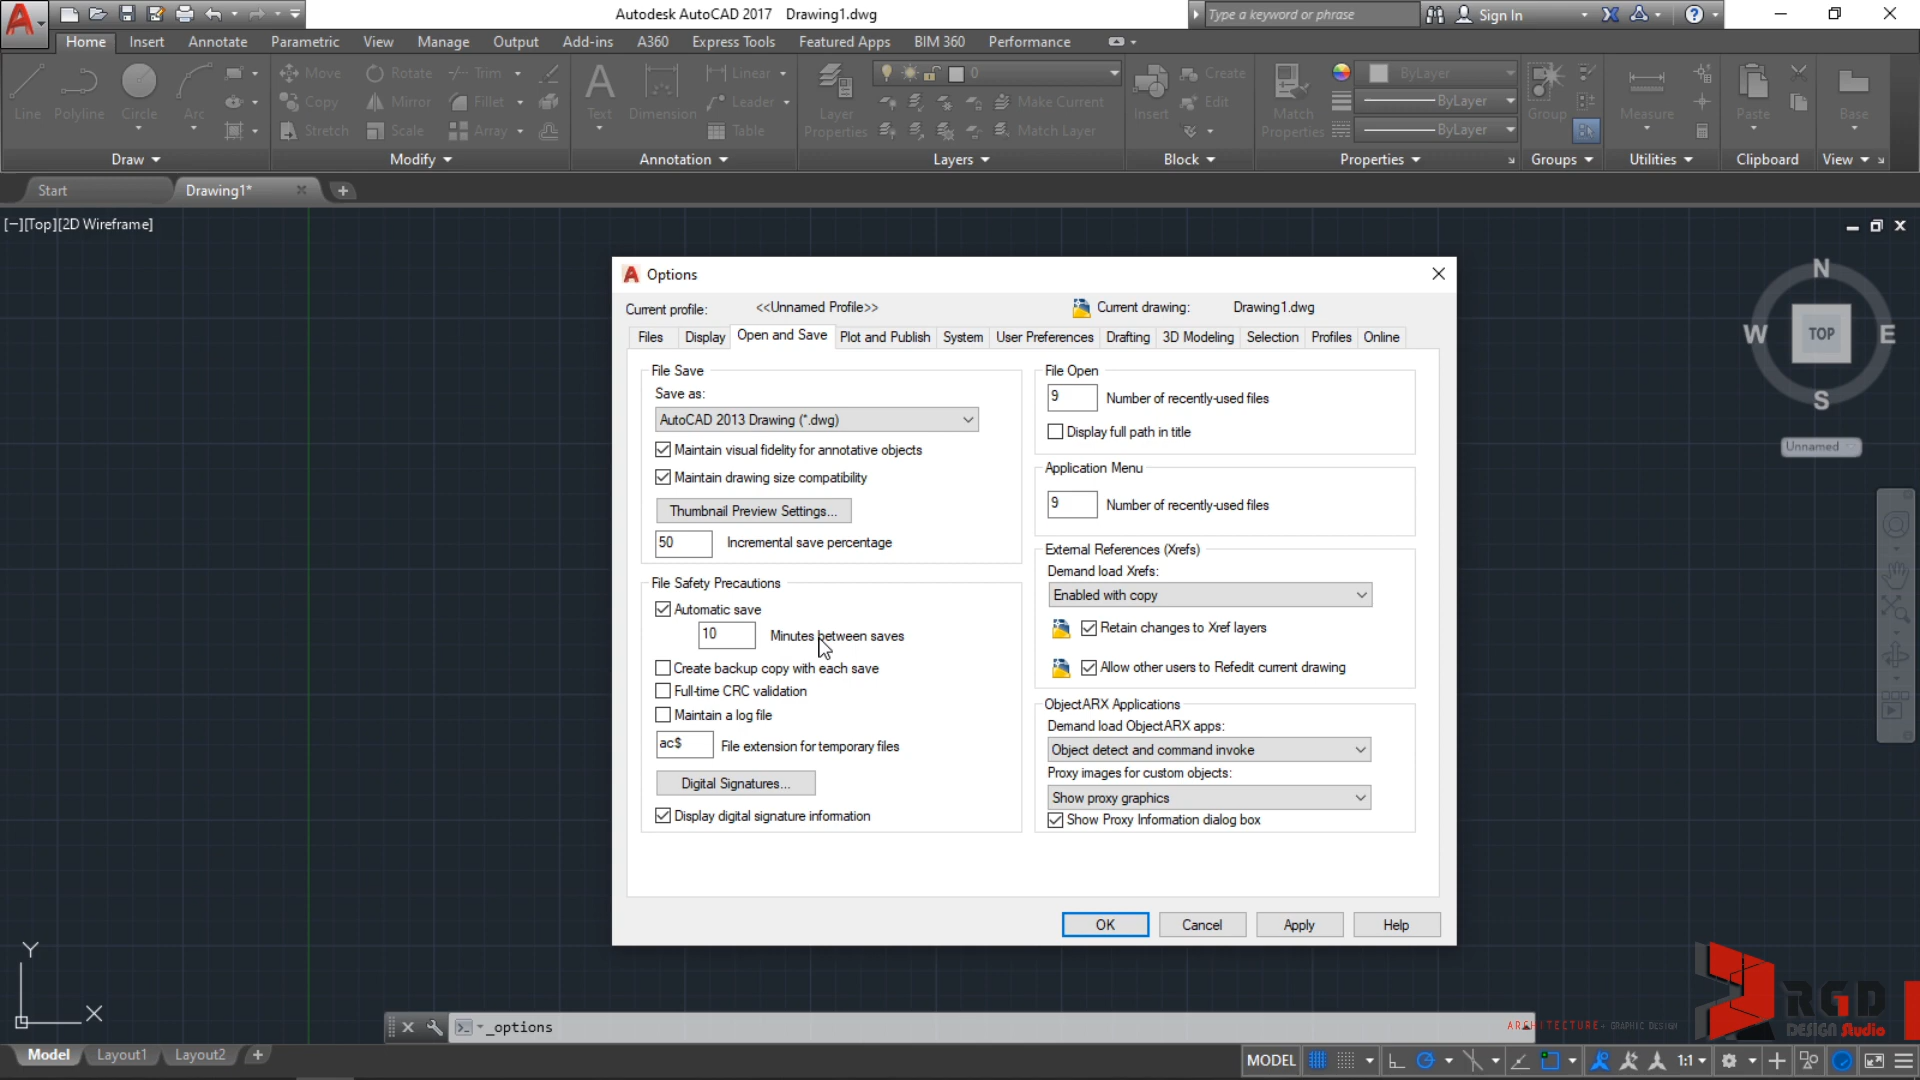 Autodesk AutoCAD 2017 Drawing1.dwg
Type a keyword or phrase
Sign In
Home Insert Annotate Parametric View Manage Output Add-ins A360 Express Tools Featured Apps BIM 360 Performance
Line Polyline Circle Arc
Move Rotate Trim
Copy Mirror Fillet
Stretch Scale Array
Text Dimension
Linear
Leader
Table
Layer Properties
0
Make Current
Match Layer
Insert
Create
Edit
Match Properties
ByLayer
ByLayer
ByLayer
Group
Measure
Paste
Base
Draw Modify Annotation Layers Block Properties Groups Utilities Clipboard View
Start Drawing1*
[−][Top][2D Wireframe]
N
W TOP E
S
Unnamed
Options
Current profile: <<Unnamed Profile>> Current drawing: Drawing1.dwg
Files Display Open and Save Plot and Publish System User Preferences Drafting 3D Modeling Selection Profiles Online
File Save
Save as:
AutoCAD 2013 Drawing (*.dwg)
Maintain visual fidelity for annotative objects
Maintain drawing size compatibility
Thumbnail Preview Settings...
50 Incremental save percentage
File Safety Precautions
Automatic save
10 Minutes between saves
Create backup copy with each save
Full-time CRC validation
Maintain a log file
ac$ File extension for temporary files
Digital Signatures...
Display digital signature information
File Open
9 Number of recently-used files
Display full path in title
Application Menu
9 Number of recently-used files
External References (Xrefs)
Demand load Xrefs:
Enabled with copy
Retain changes to Xref layers
Allow other users to Refedit current drawing
ObjectARX Applications
Demand load ObjectARX apps:
Object detect and command invoke
Proxy images for custom objects:
Show proxy graphics
Show Proxy Information dialog box
OK Cancel Apply Help
Y
X
_options
ARCHITECTURE + GRAPHIC DESIGN
RGD
DESIGN Studio
Model Layout1 Layout2
MODEL 1:1